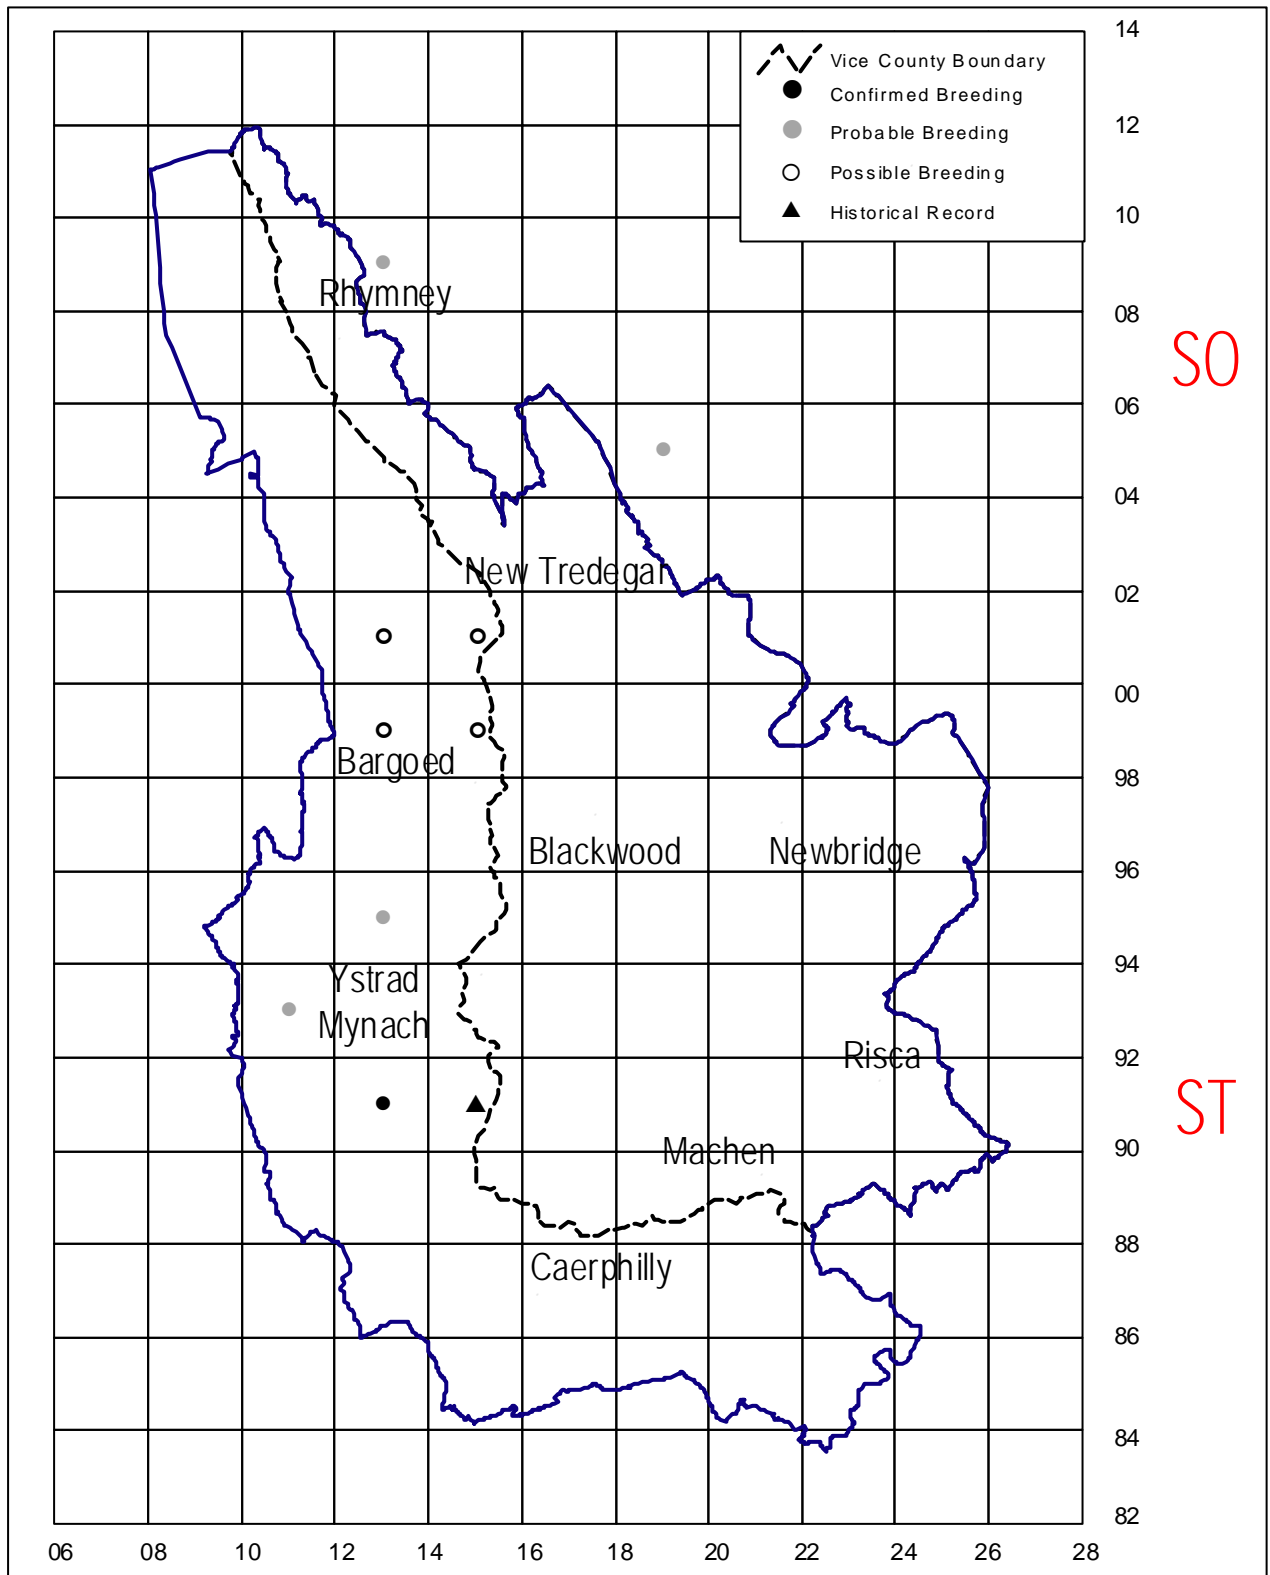 14
Vice County Boundary
Confirmed Breeding
Probable Breeding
Possible Breeding
Historical Record
12
10
Rhymney
08
SO
06
04
New Tredegar
02
00
Bargoed
98
Blackwood
Newbridge
96
94
Ystrad
Mynach
Risca
92
ST
Machen
90
88
Caerphilly
86
84
82
06 08 10 12 14 16 18 20 22 24 26 28